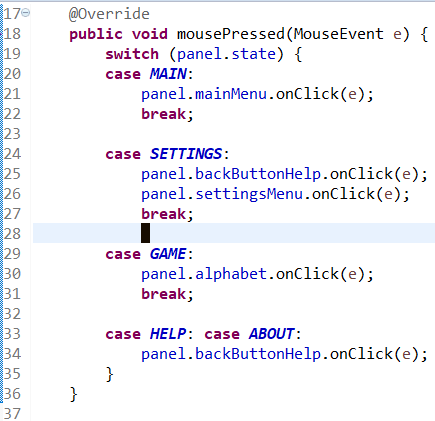 17 @Override
18 public void mousePressed(MouseEvent e) {
19 switch (panel.state) {
20 case MAIN:
21 panel.mainMenu.onClick(e);
22 break;
23
24 case SETTINGS:
25 panel.backButtonHelp.onClick(e);
26 panel.settingsMenu.onClick(e);
27 break;
28
29 case GAME:
30 panel.alphabet.onClick(e);
31 break;
32
33 case HELP: case ABOUT:
34 panel.backButtonHelp.onClick(e);
35 }
36 }
37